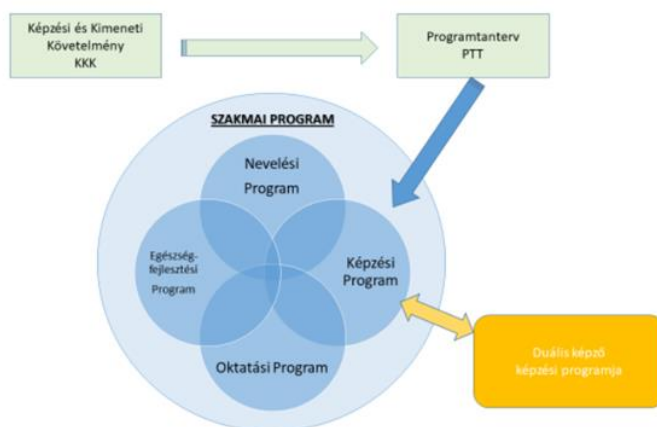 Képzési és Kimeneti
Követelmény
KKK
Programtanterv
PTT
SZAKMAI PROGRAM
Nevelési
Program
Egészség-
fejlesztési
Program
Képzési
Program
Oktatási Program
Duális képző
képzési programja